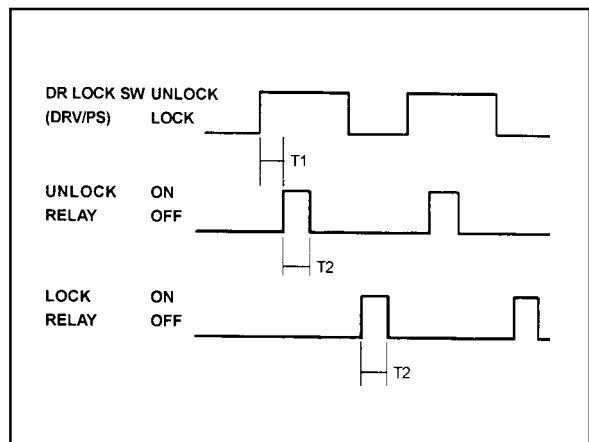 DR LOCK SW UNLOCK
(DRV/PS) LOCK
T1
UNLOCK ON
RELAY OFF
T2
LOCK ON
RELAY OFF
T2